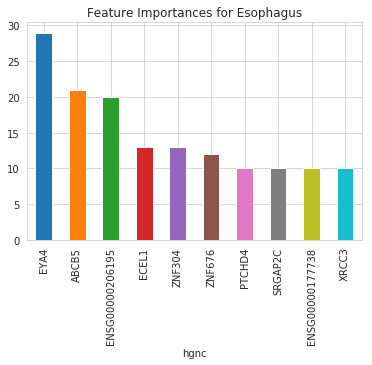 Feature Importances for Esophagus
30
25
20
15
10
5
0
EYA4
ABCB5
ENSG00000206195
ECEL1
ZNF304
ZNF676
PTCHD4
SRGAP2C
ENSG00000177738
XRCC3
hgnc